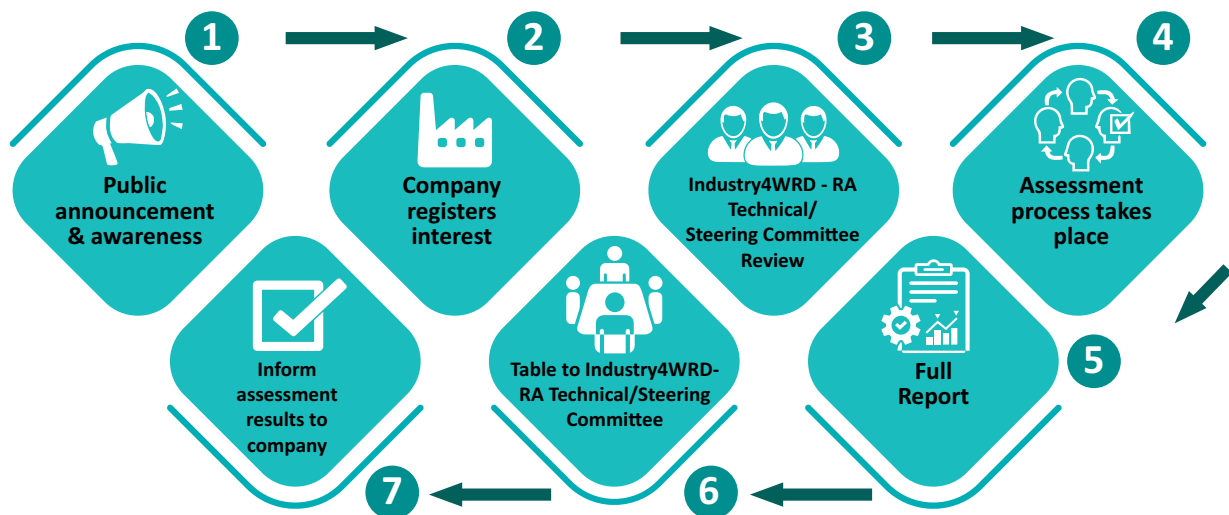 1
Public
announcement
& awareness
2
Company
registers
interest
3
Industry4WRD - RA
Technical/
Steering Committee
Review
4
Assessment
process takes
place
5
Full
Report
6
Table to Industry4WRD-
RA Technical/Steering
Committee
7
Inform
assessment
results to
company